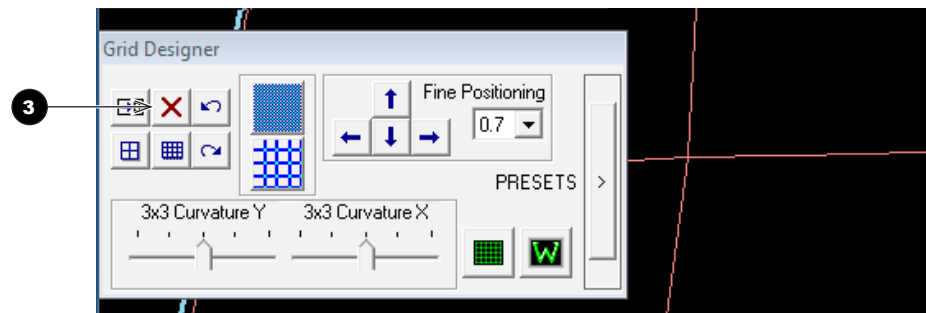 Grid Designer
3
Fine Positioning
0.7
PRESETS
>
3x3 Curvature Y 3x3 Curvature X
W